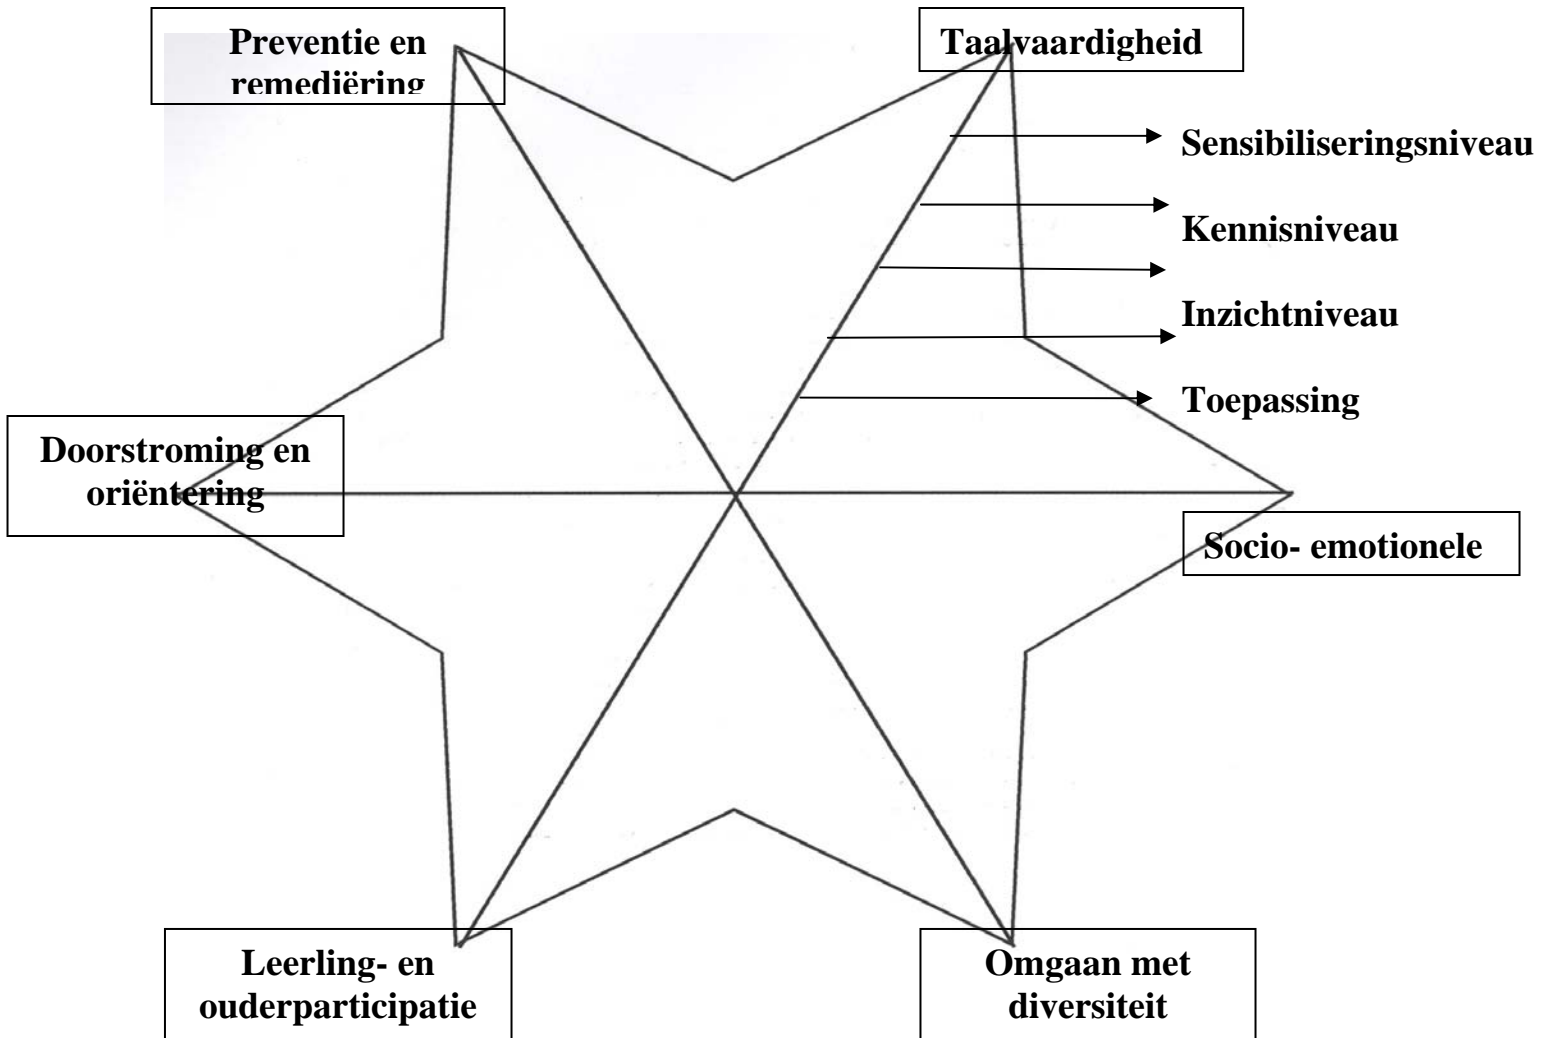 Preventie en
remediëring
Taalvaardigheid
Sensibiliseringsniveau
Kennisniveau
Inzichtniveau
Toepassing
Doorstroming en
oriëntering
Socio- emotionele
Leerling- en
ouderparticipatie
Omgaan met
diversiteit